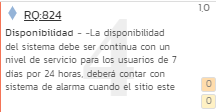 1,0
RQ:824
Disponibilidad - -La disponibilidad
del sistema debe ser continua con un
nivel de servicio para los usuarios de 7
días por 24 horas, deberá contar con
sistema de alarma cuando el sitio este
0
0
4